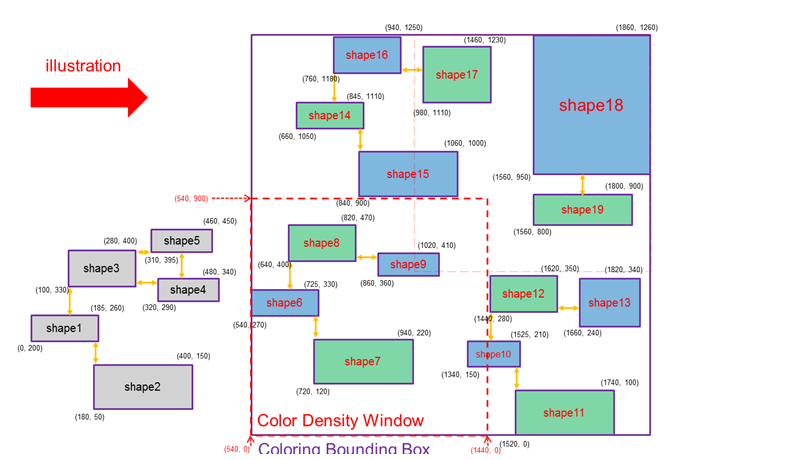 (940, 1250)
(1860, 1260)
(1460, 1230)
shape16
illustration
shape17
(760, 1180)
(845, 1110)
shape18
shape14
(980, 1110)
(660, 1050)
(1060, 1000)
shape15
(1560, 950)
(1800, 900)
(540, 900)
(840, 900)
shape19
(820, 470)
(1560, 800)
(460, 450)
(280, 400)
shape5
shape8
(1020, 410)
(310, 395)
(640, 400)
shape9
shape3
(480, 340)
(1620, 350)
(1820, 340)
(100, 330)
shape4
(725, 330)
(860, 360)
shape12
(185, 260)
(320, 290)
shape6
shape13
shape1
(540, 270)
(1440, 280)
(1525, 210)
(1660, 240)
(0, 200)
(940, 220)
(400, 150)
shape10
shape7
(1340, 150)
shape2
(720, 120)
(1740, 100)
(180, 50)
shape11
Color Density Window
(540, 0)
Coloring Bounding Box
(1440, 0)
(1520, 0)